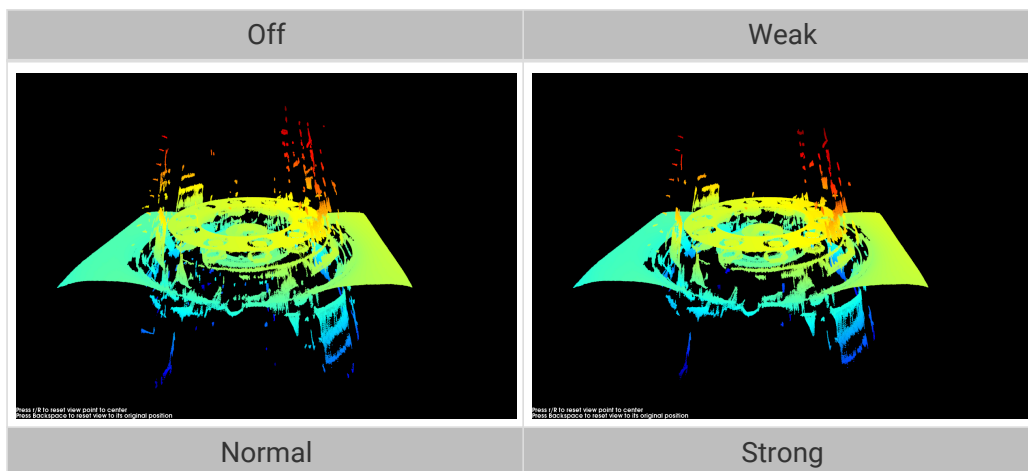 Off
Weak
Press r/R to reset view point to center
Press Backspace to reset view to its original position
Press r/R to reset view point to center
Press Backspace to reset view to its original position
Normal
Strong